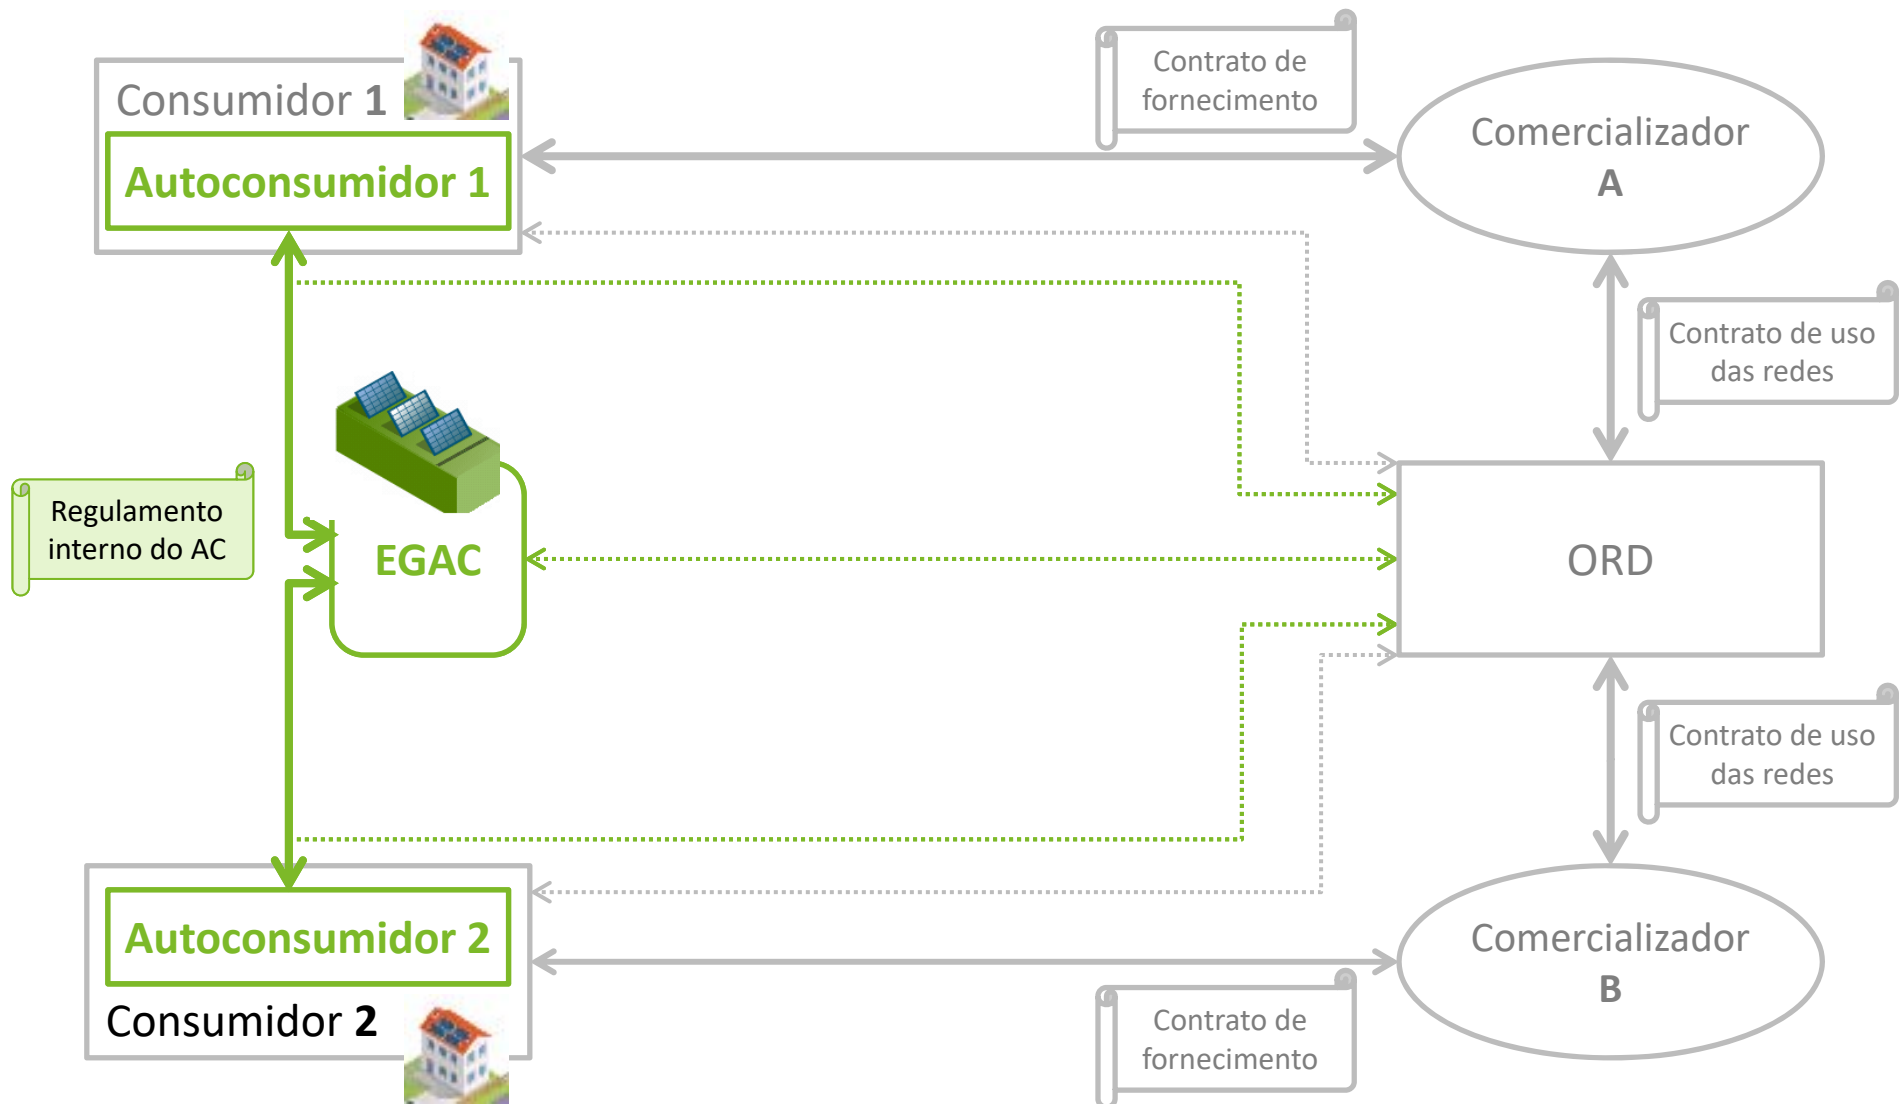 Consumidor 1
Autoconsumidor 1
Contrato de
fornecimento
Comercializador
A
Contrato de uso
das redes
Regulamento
interno do AC
EGAC
ORD
Contrato de uso
das redes
Autoconsumidor 2
Consumidor 2
Contrato de
fornecimento
Comercializador
B